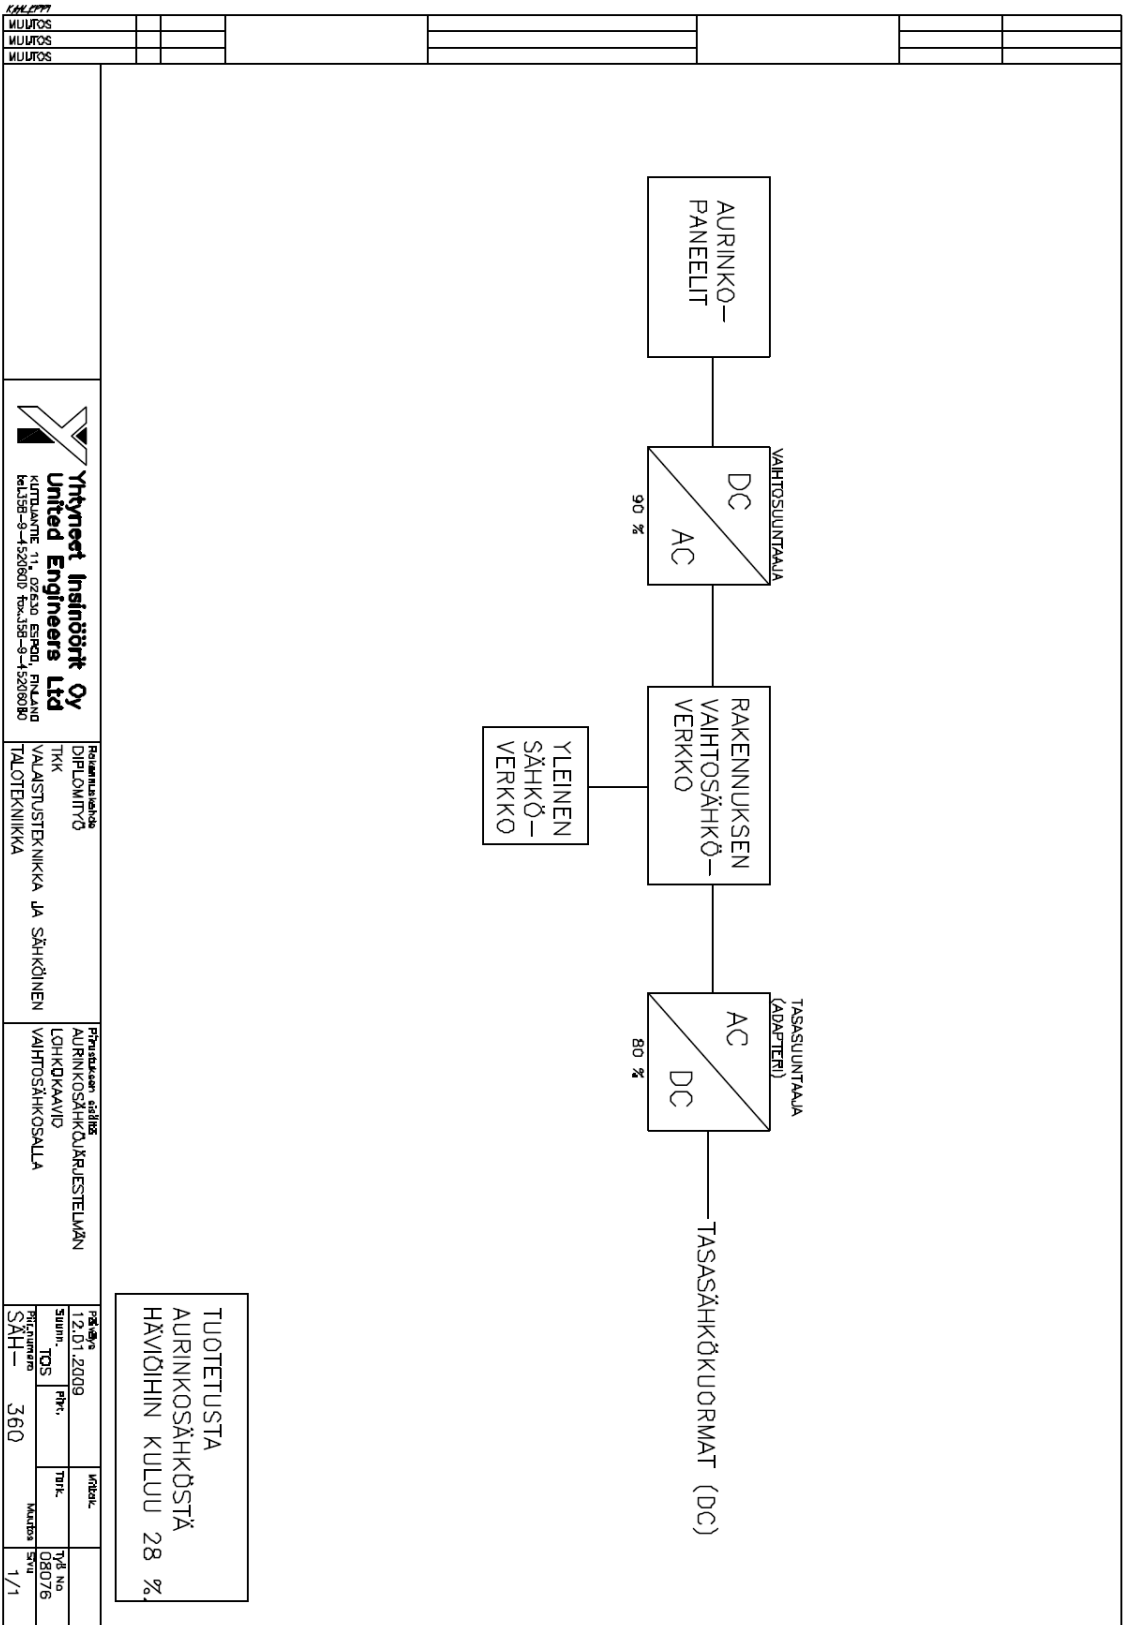 MUUTOS
MUUTOS
MUUTOS
AURINKO-
PANEELIT
VAIHTOSUUNTAAJA
DC
AC
90 %
RAKENNUKSEN
VAIHTOSÄHKÖ-
VERKKO
YLEINEN
SÄHKÖ-
VERKKO
TASASUUNTAAJA
(ADAPTERI)
AC
DC
80 %
TASASÄHKÖKUORMAT (DC)
TUOTETUSTA
AURINKOSÄHKÖSTÄ
HÄVIÖIHIN KULUU 28 %.
Yhtyneet Insinöörit Oy
United Engineers Ltd
KUTOJANTIE 11, 02630 ESPOO, FINLAND
tel.358-9-4520600 fax.358-9-45206080
Rakennuskohde
DIPLOMITYÖ
TKK
VALAISTUSTEKNIIKKA JA SÄHKÖINEN
TALOTEKNIIKKA
Piirustuksen sisältö
AURINKOSÄHKÖJÄRJESTELMÄN
LOHKOKAAVIO
VAIHTOSÄHKÖSALLA
Päiväys
12.01.2009
Mittak.
Suunn.
TOS
Piirt.
Tark.
Työ No
08076
Piir.numero
SÄH- 360
Muutos
Sivu
1/1